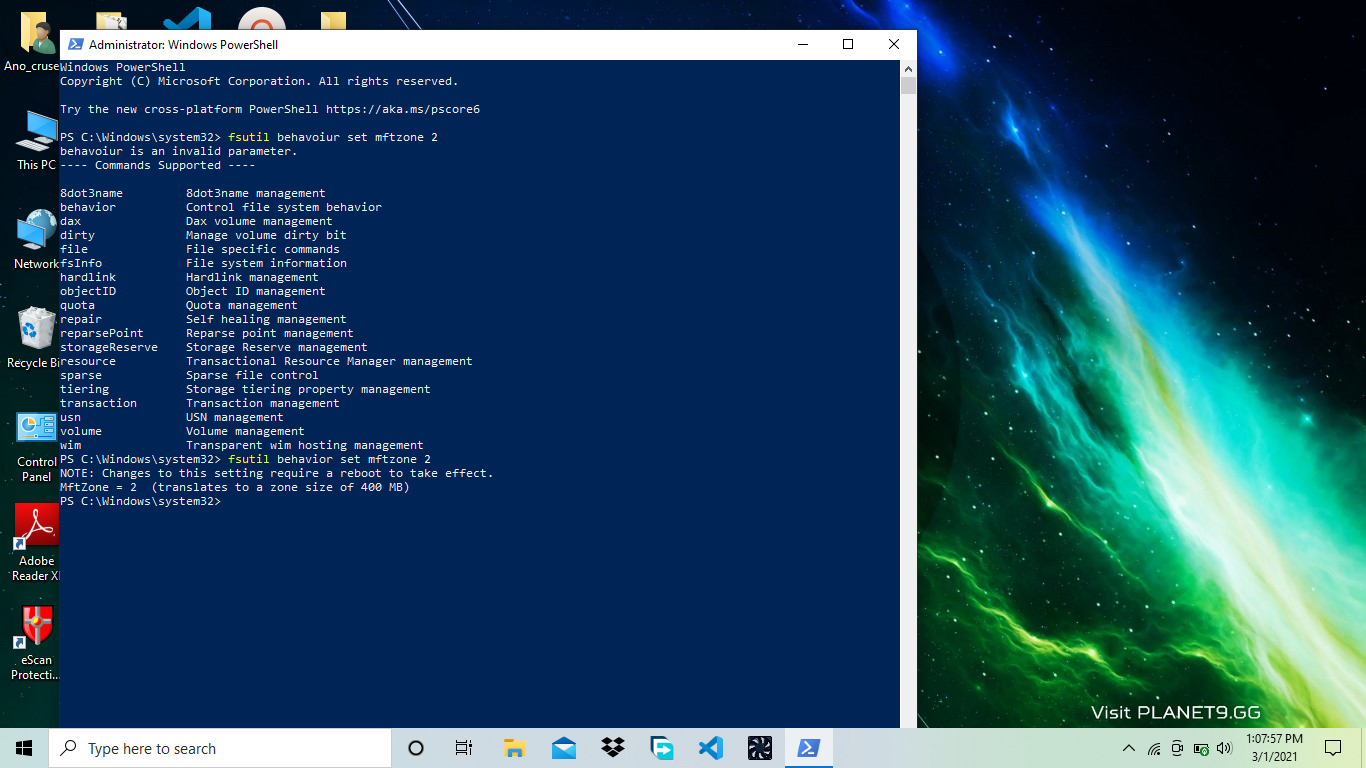 Administrator: Windows PowerShell
Windows PowerShell
Copyright (C) Microsoft Corporation. All rights reserved.
Try the new cross-platform PowerShell https://aka.ms/pscore6
PS C:\Windows\system32> fsutil behavoiur set mftzone 2
behavoiur is an invalid parameter.
---- Commands Supported ----
8dot3name 8dot3name management
behavior Control file system behavior
dax Dax volume management
dirty Manage volume dirty bit
file File specific commands
fsInfo File system information
hardlink Hardlink management
objectID Object ID management
quota Quota management
repair Self healing management
reparsePoint Reparse point management
storageReserve Storage Reserve management
resource Transactional Resource Manager management
sparse Sparse file control
tiering Storage tiering property management
transaction Transaction management
usn USN management
volume Volume management
wim Transparent wim hosting management
PS C:\Windows\system32> fsutil behavior set mftzone 2
NOTE: Changes to this setting require a reboot to take effect.
MftZone = 2 (translates to a zone size of 400 MB)
PS C:\Windows\system32>
Ano_cruse
This PC
Network
Recycle Bi
Control
Panel
Adobe
Reader X
eScan
Protecti...
Visit PLANET9.GG
Type here to search
1:07:57 PM
3/1/2021